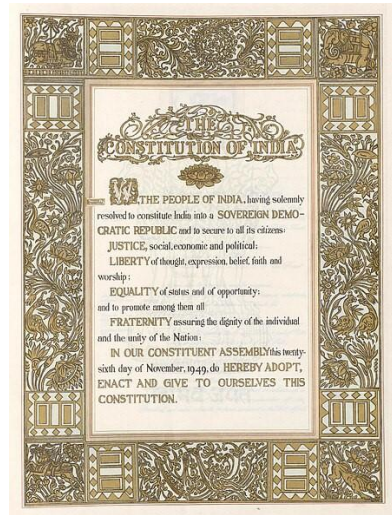 THE
CONSTITUTION OF INDIA
WE, THE PEOPLE OF INDIA, having solemnly
resolved to constitute India into a SOVEREIGN DEMO-
CRATIC REPUBLIC and to secure to all its citizens:
JUSTICE, social, economic and political;
LIBERTY of thought, expression, belief, faith and
worship;
EQUALITY of status and of opportunity;
and to promote among them all
FRATERNITY assuring the dignity of the individual
and the unity of the Nation;
IN OUR CONSTITUENT ASSEMBLY this twenty-
sixth day of November, 1949, do HEREBY ADOPT,
ENACT AND GIVE TO OURSELVES THIS
CONSTITUTION.